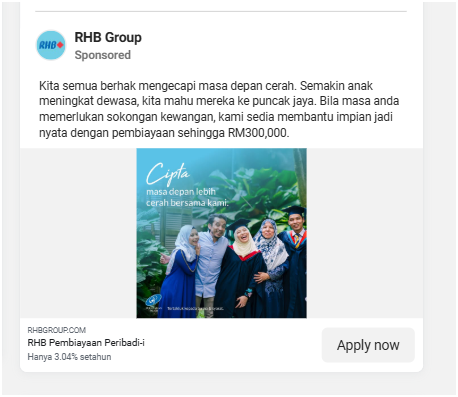 RHB Group
RHB
Sponsored
Kita semua berhak mengecapi masa depan cerah. Semakin anak
meningkat dewasa, kita mahu mereka ke puncak jaya. Bila masa anda
memerlukan sokongan kewangan, kami sedia membantu impian jadi
nyata dengan pembiayaan sehingga RM300,000.
Cipta
masa depan lebih
cerah bersama kami.
RHBGROUP.COM
RHB Pembiayaan Peribadi-i
Hanya 3.04% setahun
Apply now